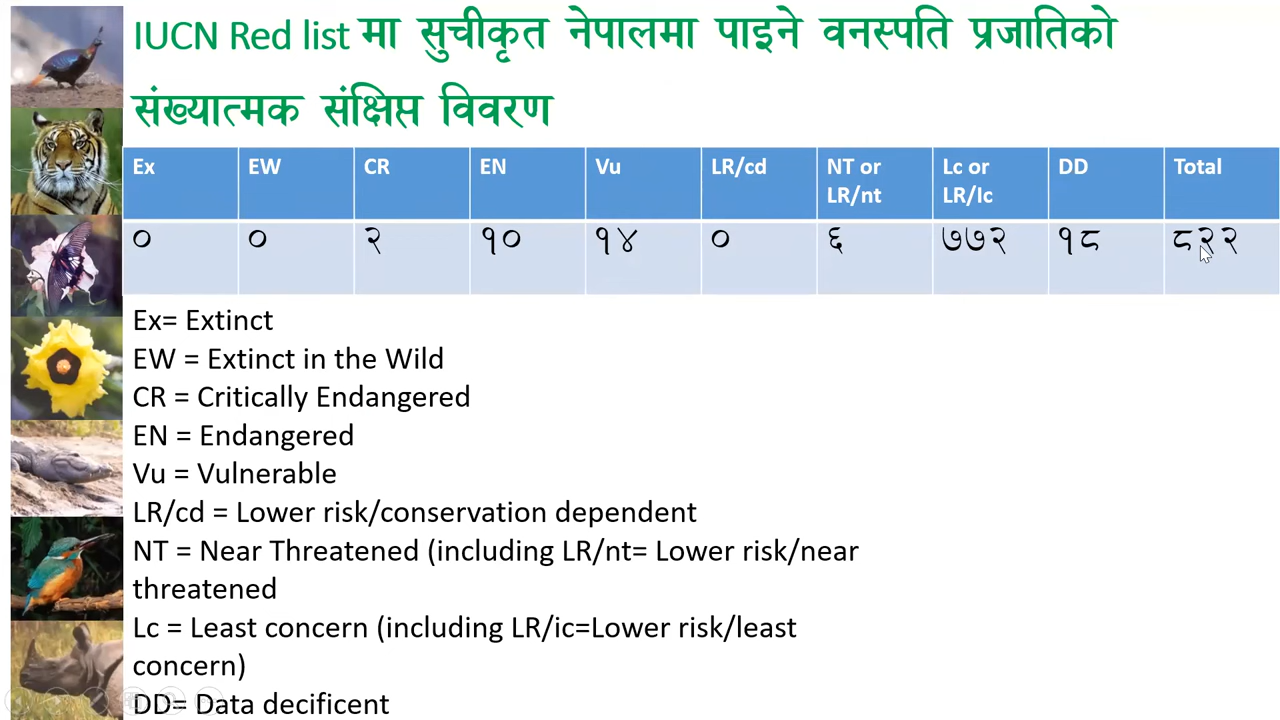 IUCN Red list मा सुचीकृत नेपालमा पाइने वनस्पति प्रजातिको
संख्यात्मक संक्षिप्त विवरण
Ex EW CR EN Vu LR/cd NT or LR/nt Lc or LR/lc DD Total
० ० २ १० १४ ० ६ ७७२ १८ ८२२
Ex= Extinct
EW = Extinct in the Wild
CR = Critically Endangered
EN = Endangered
Vu = Vulnerable
LR/cd = Lower risk/conservation dependent
NT = Near Threatened (including LR/nt= Lower risk/near
threatened
Lc = Least concern (including LR/ic=Lower risk/least
concern)
DD= Data decificent